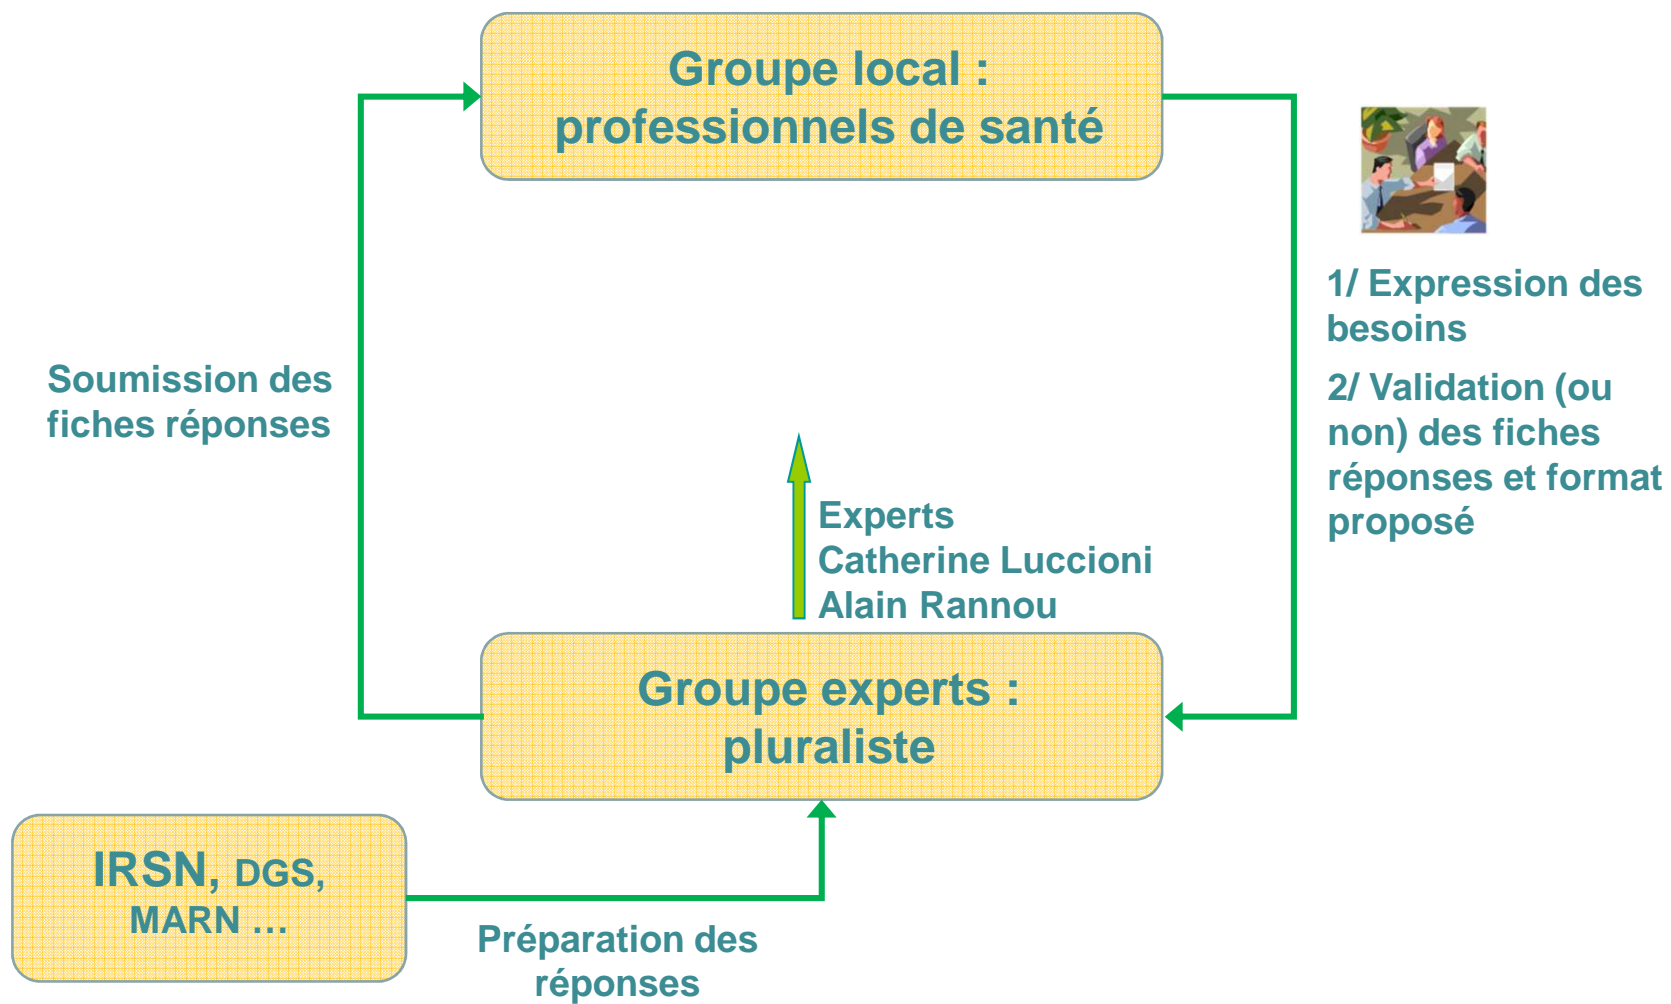 Groupe local :
professionnels de santé
1/ Expression des
besoins
2/ Validation (ou
non) des fiches
réponses et format
proposé
Soumission des
fiches réponses
Experts
Catherine Luccioni
Alain Rannou
Groupe experts :
pluraliste
IRSN, DGS,
MARN ...
Préparation des
réponses